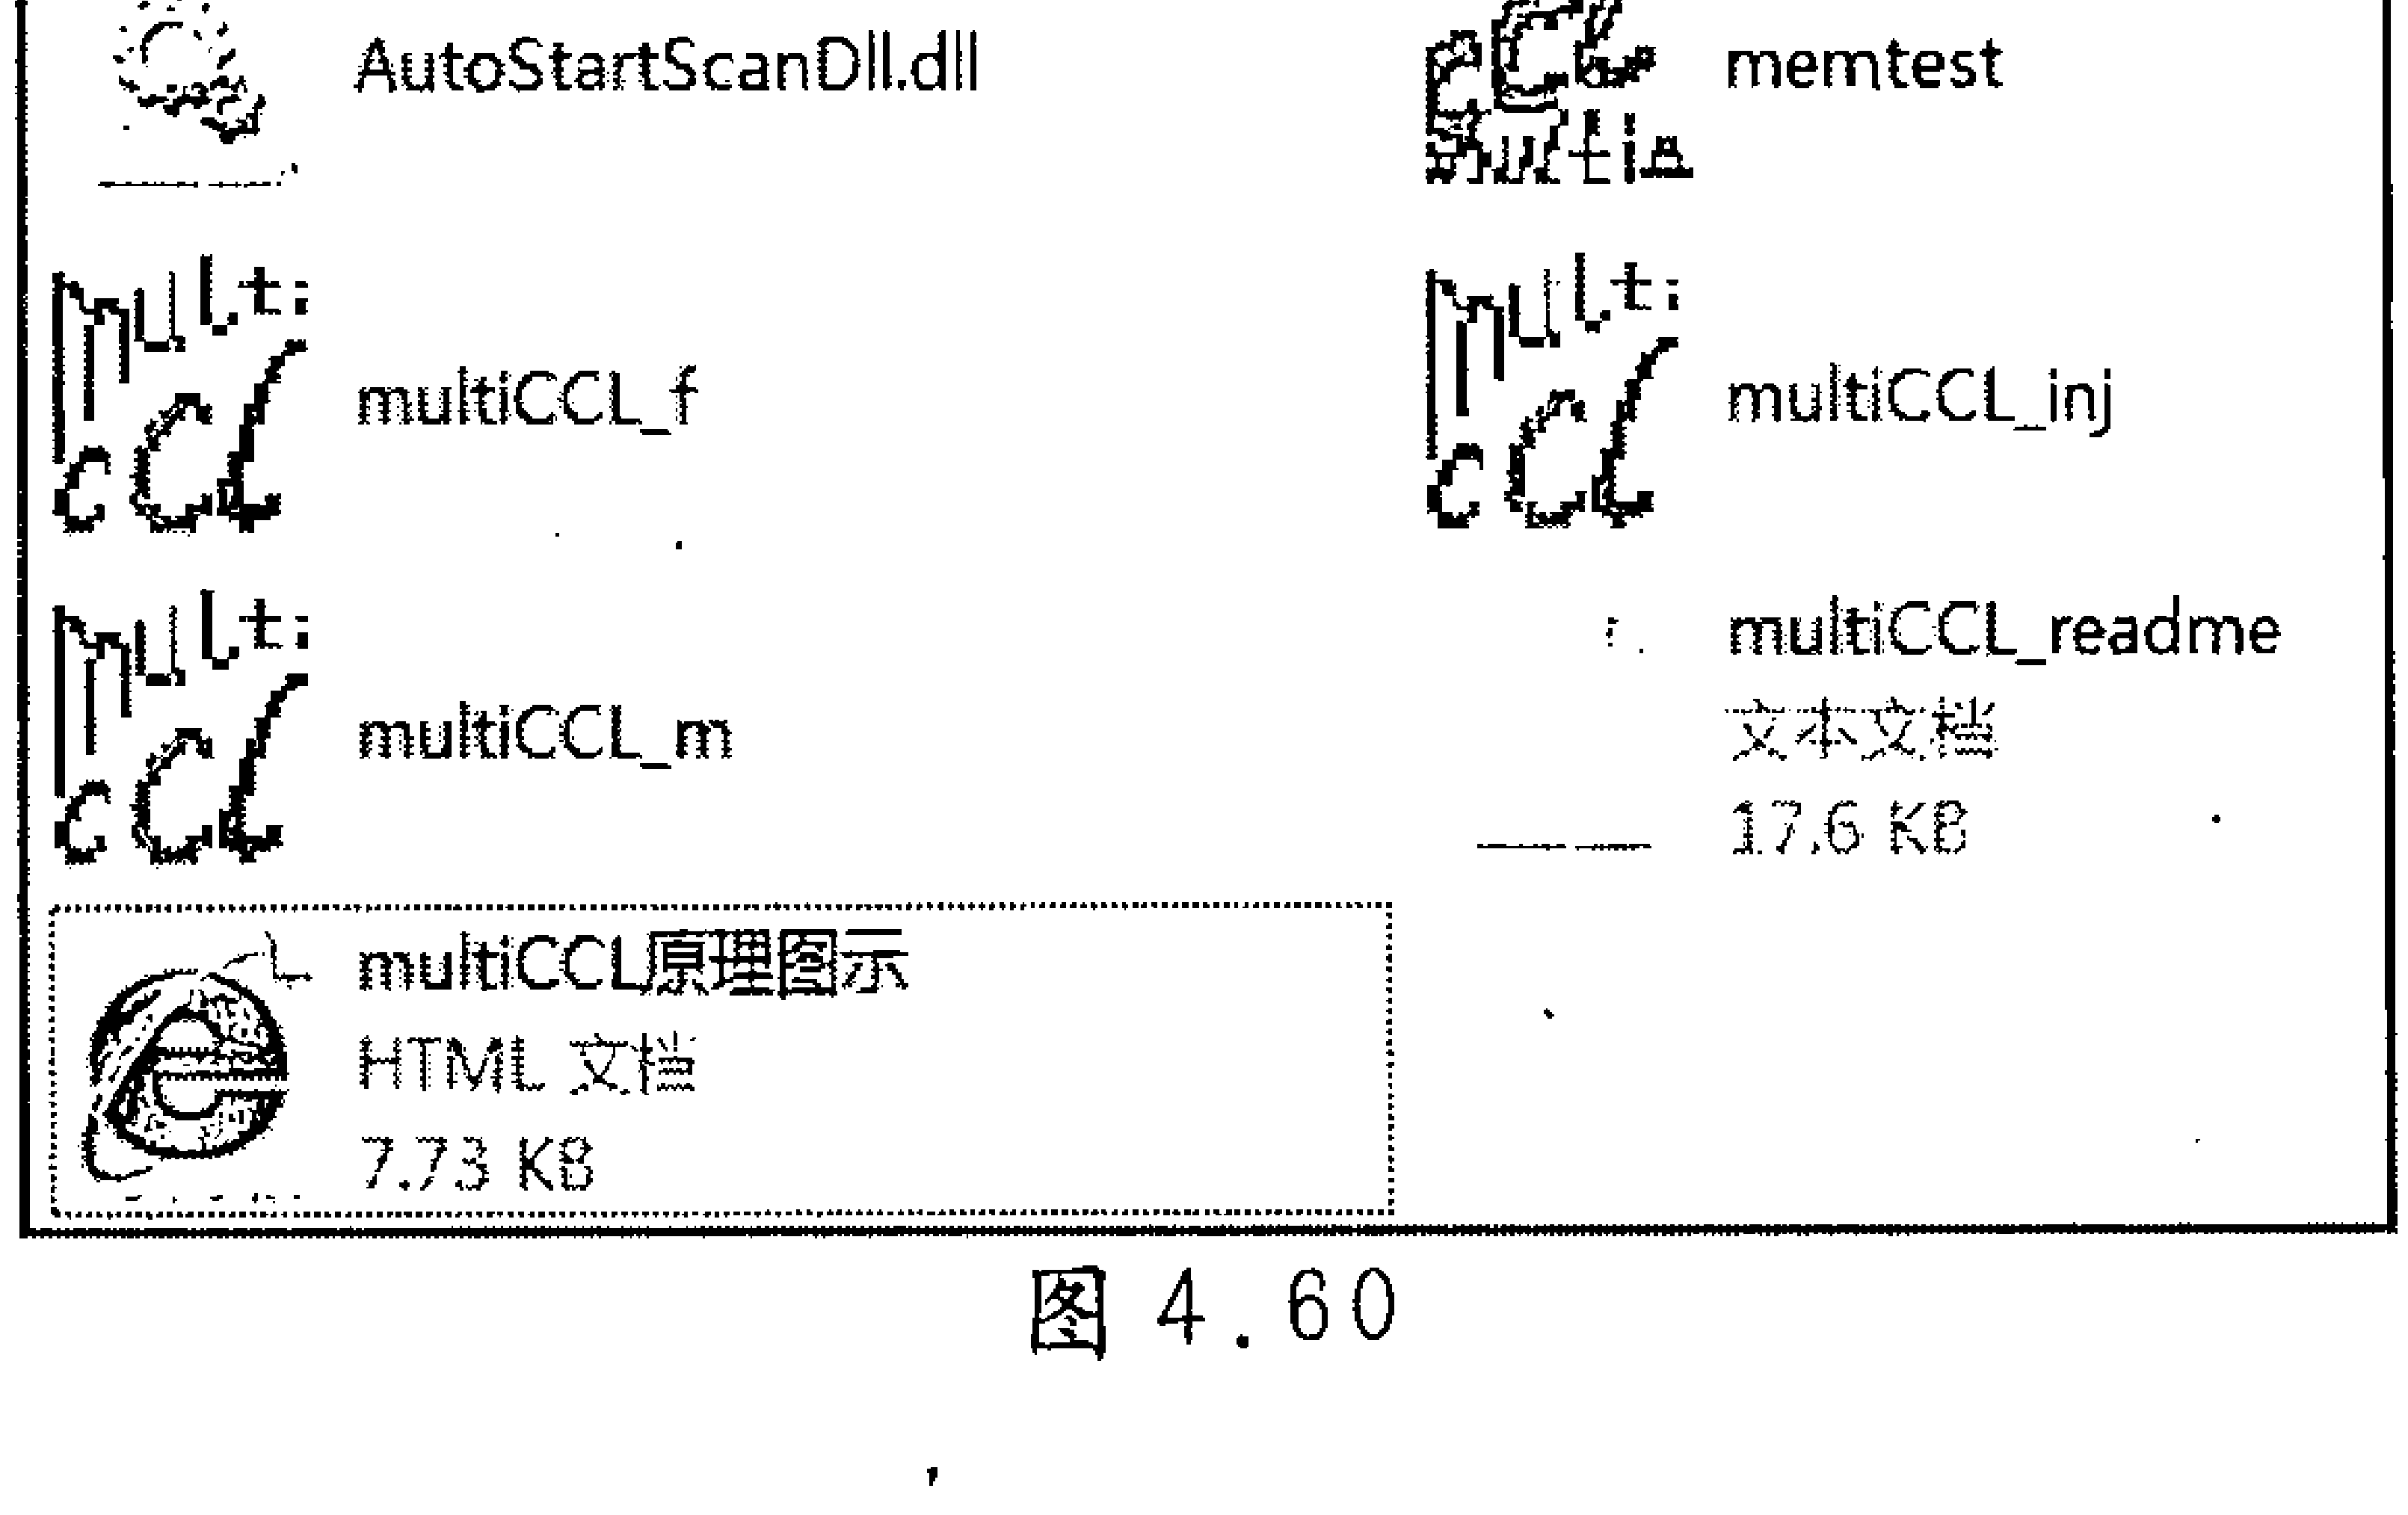 AutoStartScanDll.dll
memtest
multiCCL_f
multiCCL_inj
multiCCL_m
multiCCL_readme
文本文档
17.6 KB
multiCCL原理图示
HTML 文档
7.73 KB
图 4.60